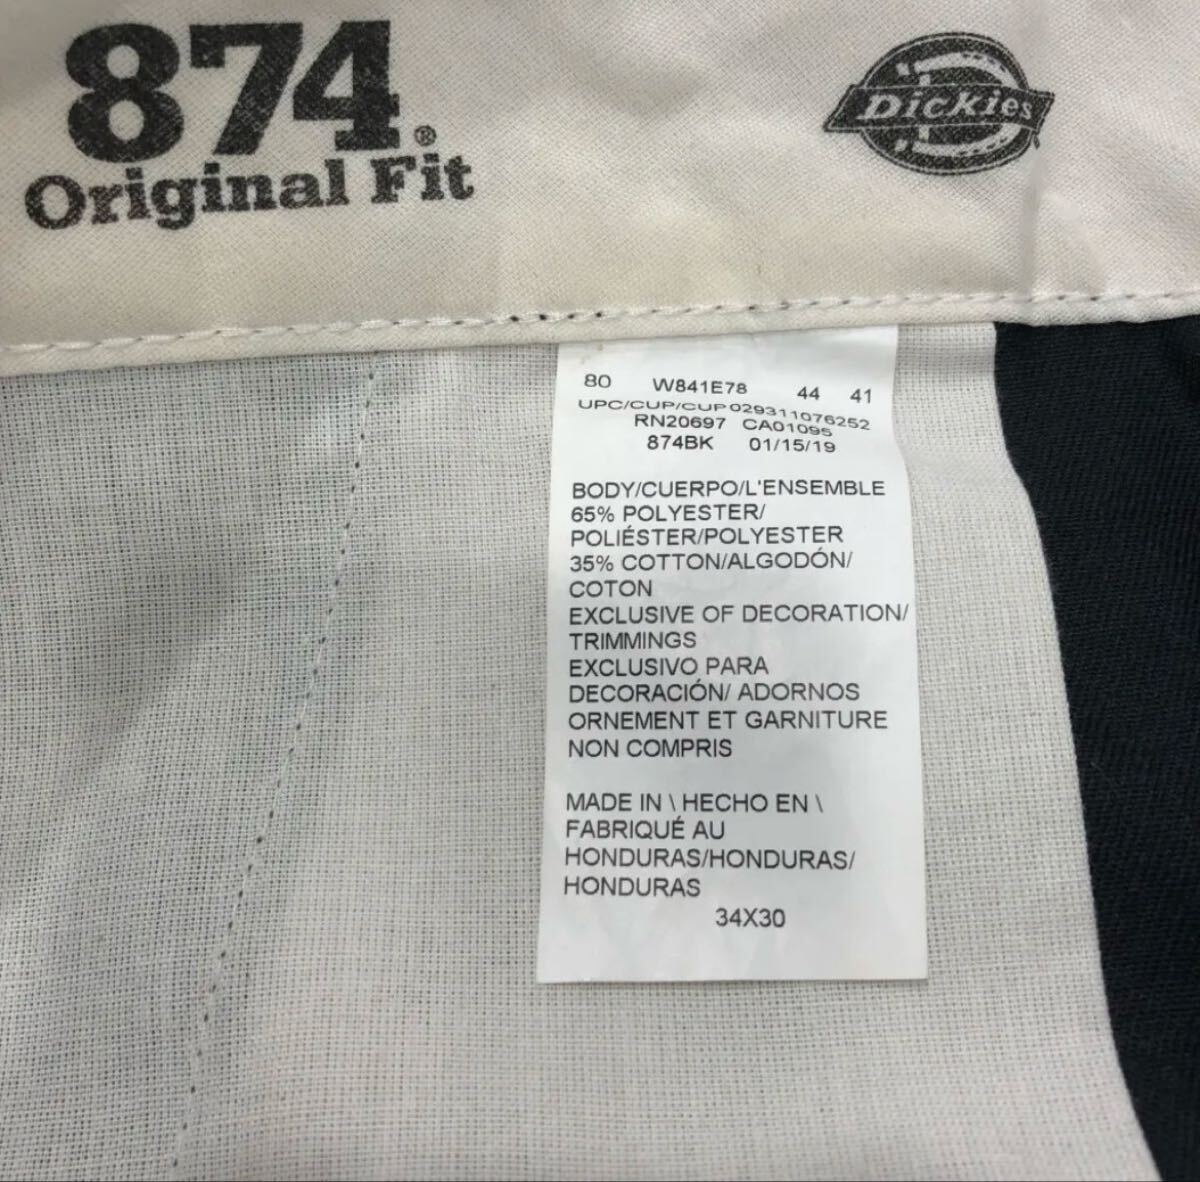 874®
Original Fit
Dickies
80 W841E78 44 41
UPC/CUP/CUP 029311076252
RN20697 CA01095
874BK 01/15/19
BODY/CUERPO/L'ENSEMBLE
65% POLYESTER/
POLIÉSTER/POLYESTER
35% COTTON/ALGODÓN/
COTON
EXCLUSIVE OF DECORATION/
TRIMMINGS
EXCLUSIVO PARA
DECORACIÓN/ ADORNOS
ORNEMENT ET GARNITURE
NON COMPRIS
MADE IN \ HECHO EN \
FABRIQUÉ AU
HONDURAS/HONDURAS/
HONDURAS
34X30